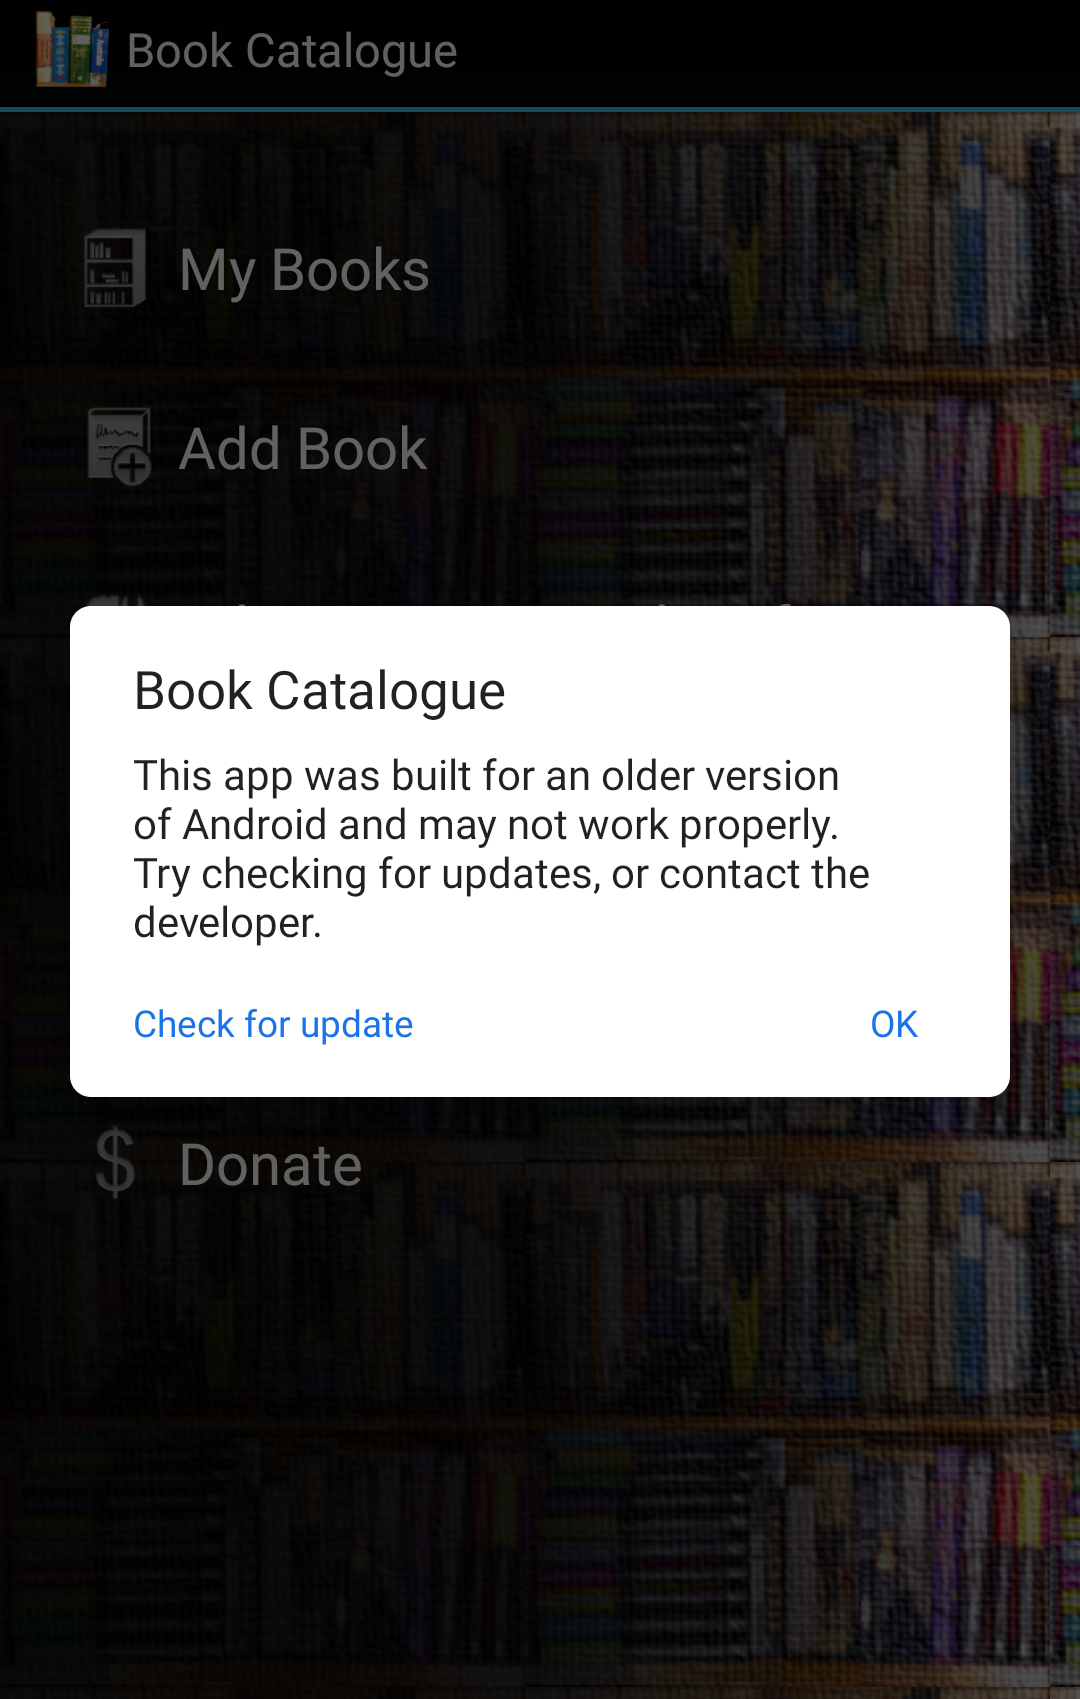 Book Catalogue
My Books
Add Book
Book Catalogue
This app was built for an older version
of Android and may not work properly.
Try checking for updates, or contact the
developer.
Check for update
OK
Donate